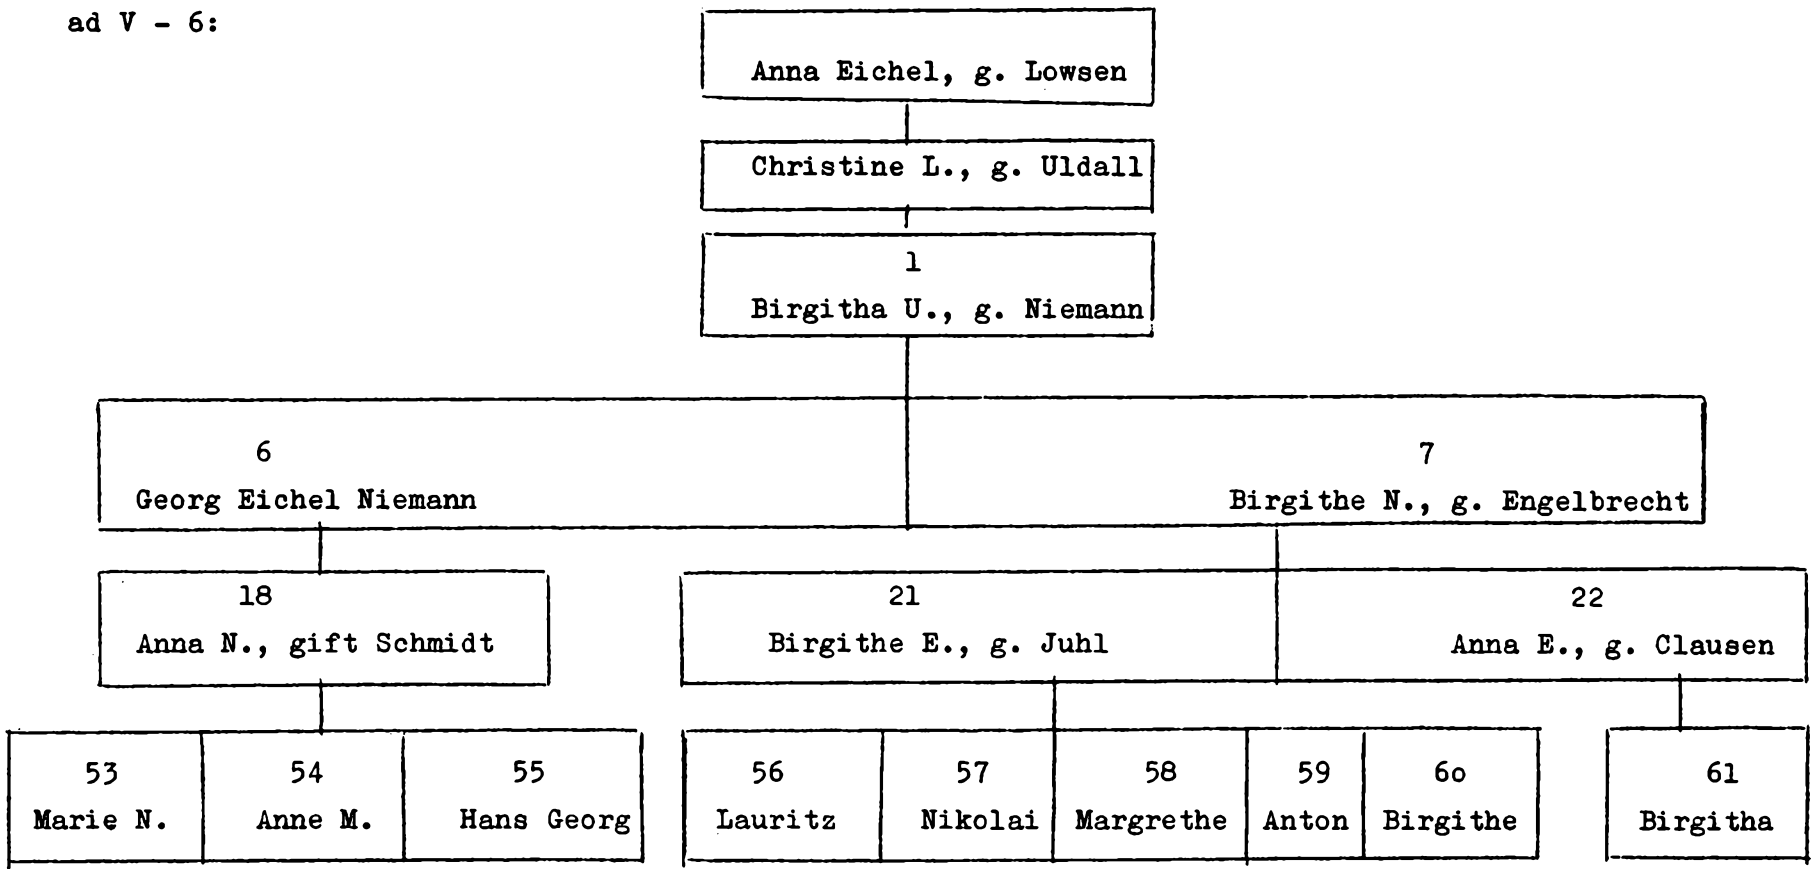 ad V - 6:
Anna Eichel, g. Lowsen
Christine L., g. Uldall
1
Birgitha U., g. Niemann
6 7
Georg Eichel Niemann Birgithe N., g. Engelbrecht
18 21 22
Anna N., gift Schmidt Birgithe E., g. Juhl Anna E., g. Clausen
53 54 55 56 57 58 59 6o 61
Marie N. Anne M. Hans Georg Lauritz Nikolai Margrethe Anton Birgithe Birgitha